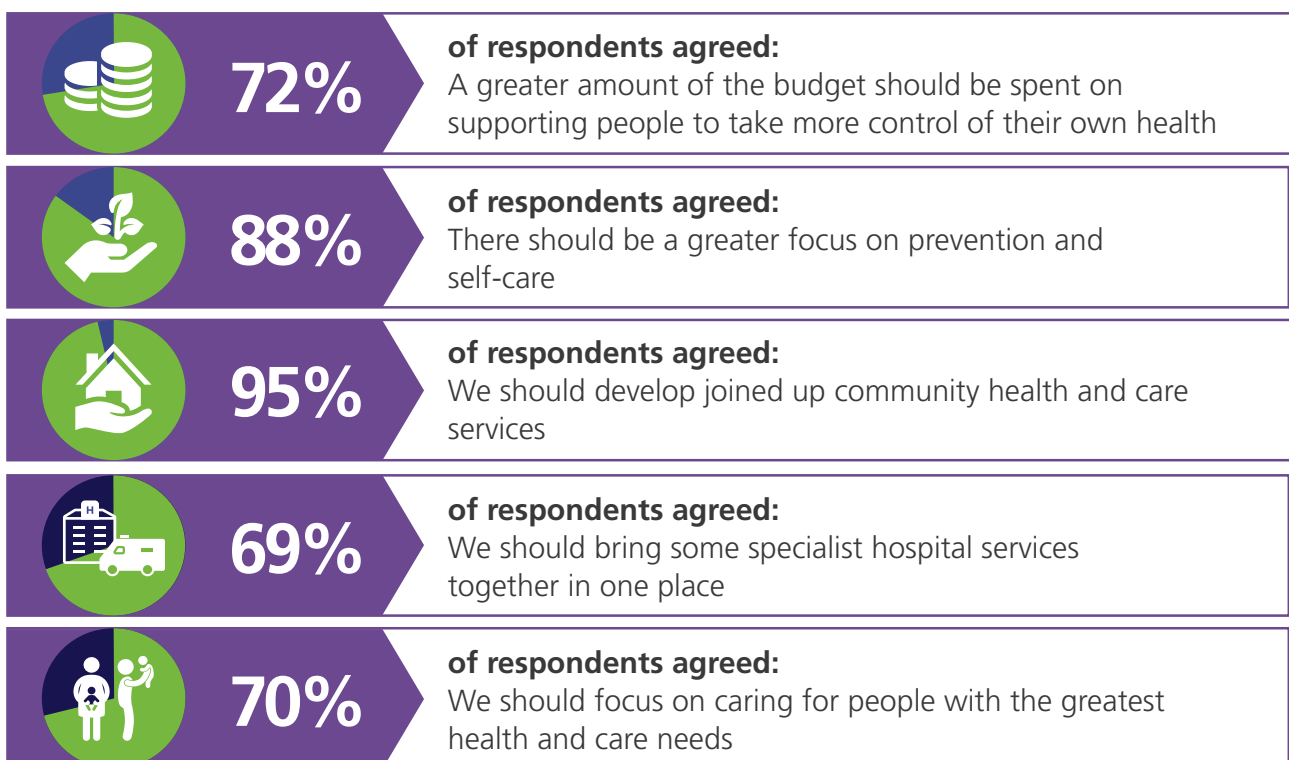 72%
of respondents agreed:
A greater amount of the budget should be spent on
supporting people to take more control of their own health
88%
of respondents agreed:
There should be a greater focus on prevention and
self-care
95%
of respondents agreed:
We should develop joined up community health and care
services
H
69%
of respondents agreed:
We should bring some specialist hospital services
together in one place
70%
of respondents agreed:
We should focus on caring for people with the greatest
health and care needs